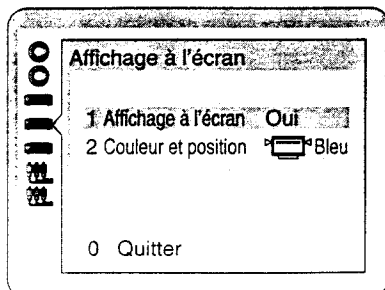 Affichage à l'écran
1 Affichage à l'écran Oui
2 Couleur et position Bleu
0 Quitter